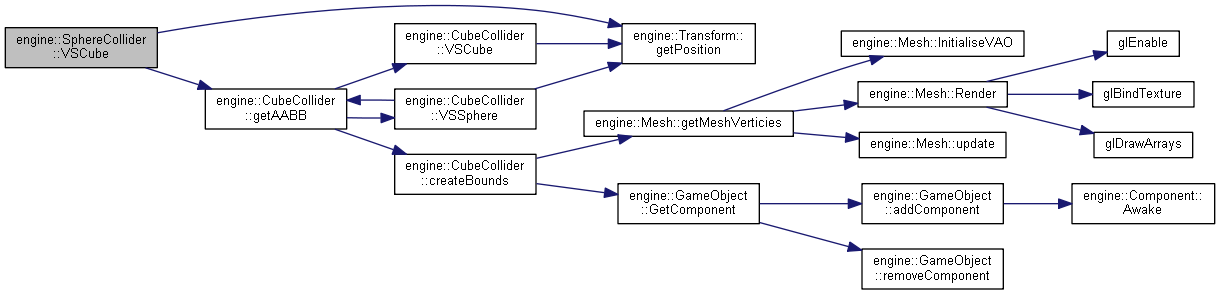 engine::SphereCollider
::VSCube
engine::CubeCollider
::getAABB
engine::CubeCollider
::VSCube
engine::CubeCollider
::VSSphere
engine::CubeCollider
::createBounds
engine::Transform::
getPosition
engine::Mesh::getMeshVerticies
engine::GameObject
::GetComponent
engine::Mesh::InitialiseVAO
engine::Mesh::Render
engine::Mesh::update
engine::GameObject
::addComponent
engine::GameObject
::removeComponent
glEnable
glBindTexture
glDrawArrays
engine::Component::
Awake